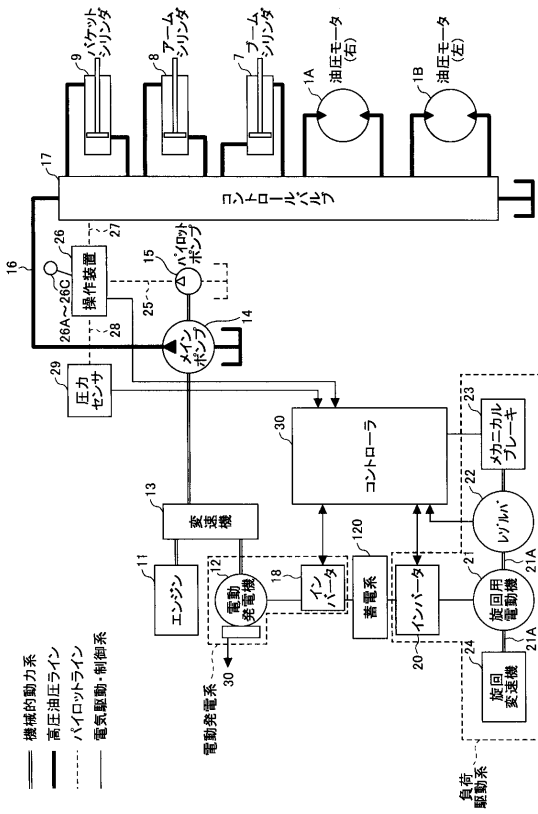 機械的動力系
高圧油圧ライン
パイロットライン
電気駆動・制御系
9
バケット
シリンダ
8
アーム
シリンダ
7
ブーム
シリンダ
1A
油圧モータ
(右)
1B
油圧モータ
(左)
17
コントロールバルブ
16
26A～26C
26
操作装置
27
28
29
圧力
センサ
25
15
パイロット
ポンプ
14
メイン
ポンプ
13
変速機
11
エンジン
12
電動
発電機
30
電動発電系
18
イン
バータ
120
蓄電系
30
コントローラ
20
インバータ
21
旋回用
電動機
21A
21A
22
レゾルバ
23
メカニカル
ブレーキ
24
旋回
変速機
負荷
駆動系